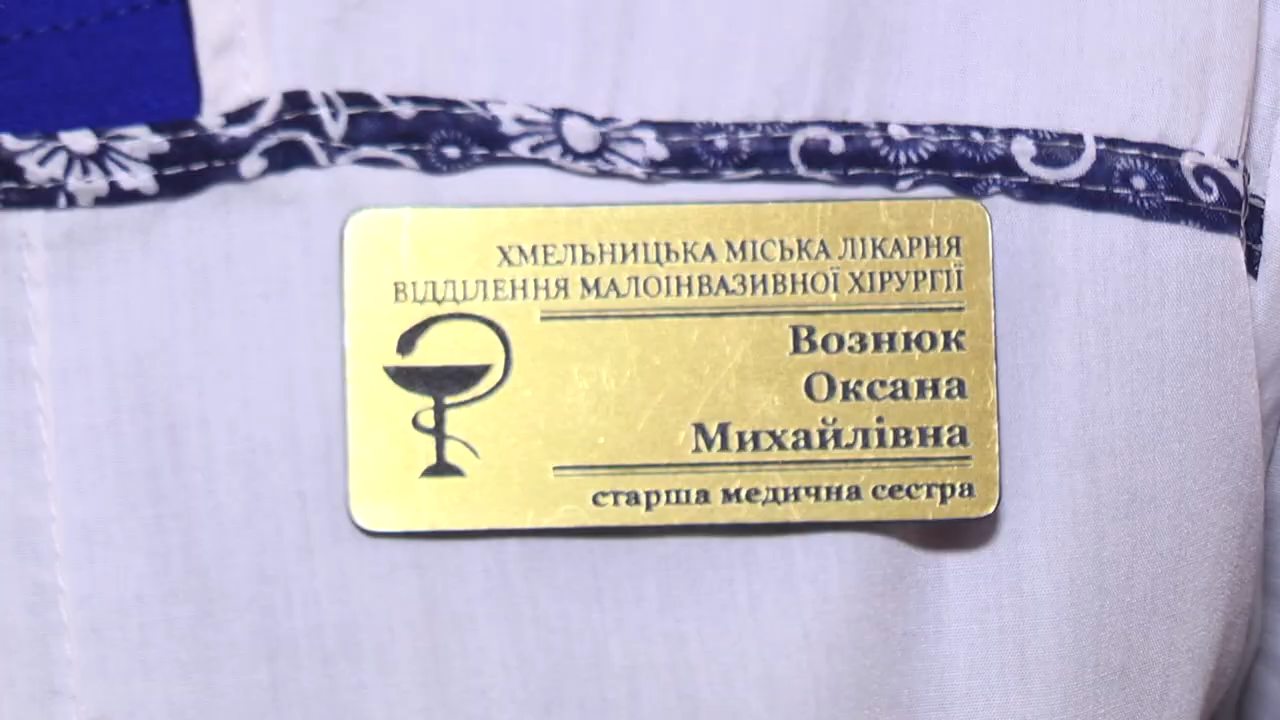 ХМЕЛЬНИЦЬКА МІСЬКА ЛІКАРНЯ
ВІДДІЛЕННЯ МАЛОІНВАЗИВНОЇ ХІРУРГІЇ
Вознюк
Оксана
Михайлівна
старша медична сестра